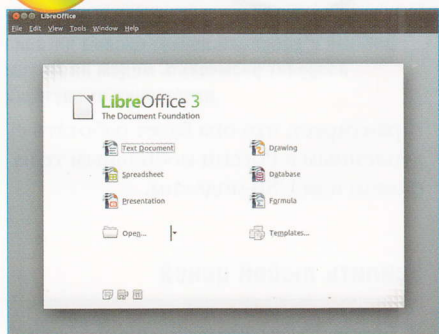 LibreOffice
File Edit View Tools Window Help
LibreOffice 3
The Document Foundation
Text Document
Drawing
Spreadsheet
Database
Presentation
Formula
Open...
Templates...